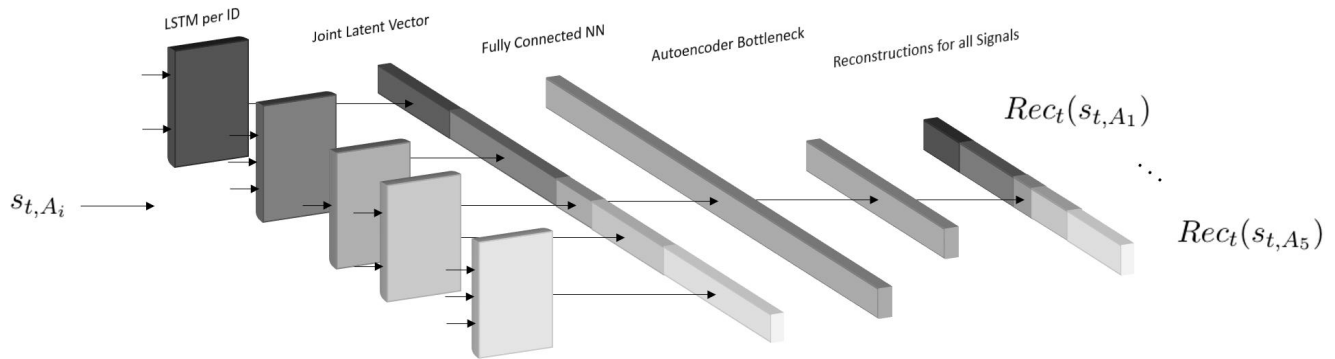 LSTM per ID
Joint Latent Vector
Fully Connected NN
Autoencoder Bottleneck
Reconstructions for all Signals
$s_{t,A_i}$
$Rec_t(s_{t,A_1})$
⋱
$Rec_t(s_{t,A_5})$